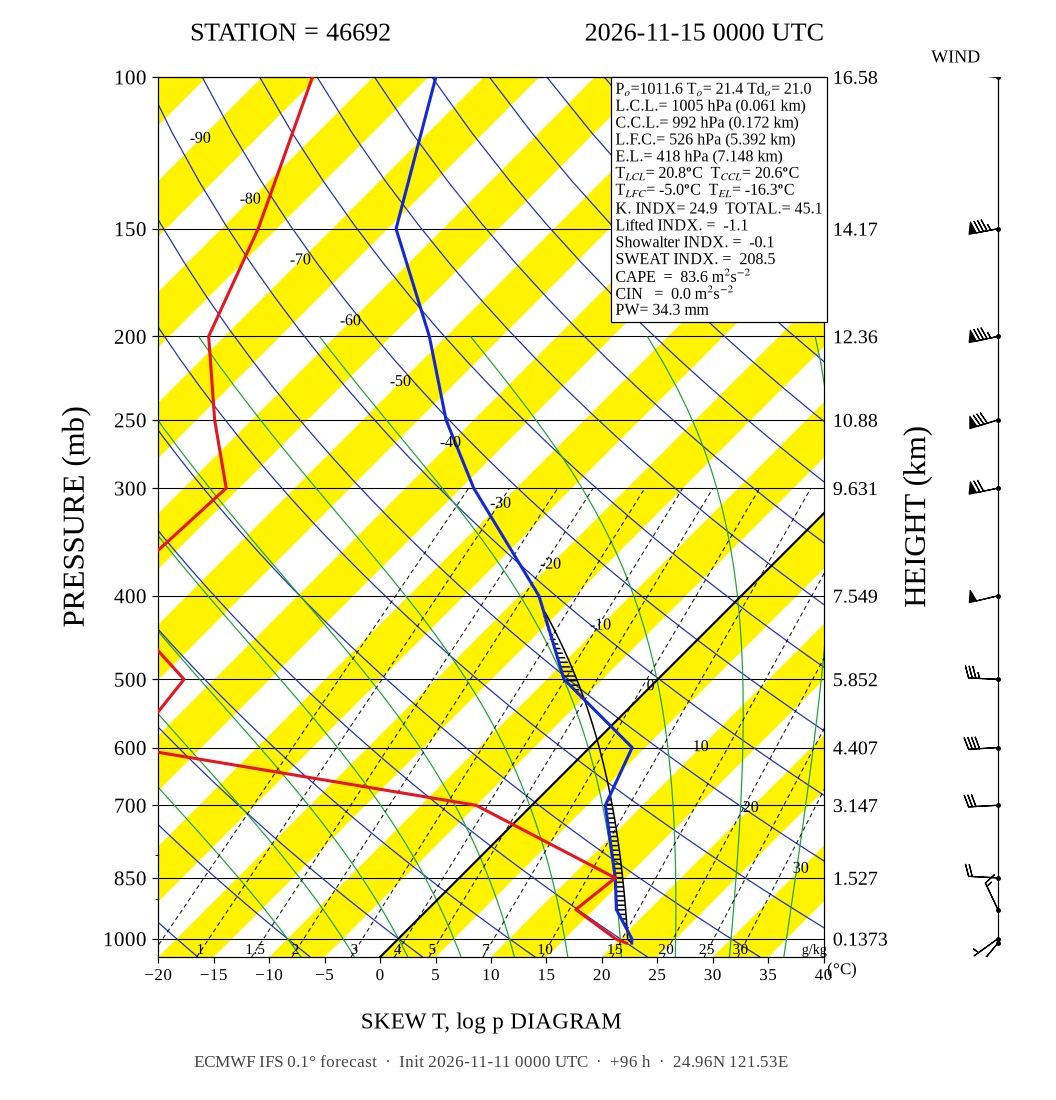 STATION = 46692
2026-11-15 0000 UTC
WIND
Pₒ=1011.6 Tₒ= 21.4 Tdₒ= 21.0
L.C.L.= 1005 hPa (0.061 km)
C.C.L.= 992 hPa (0.172 km)
L.F.C.= 526 hPa (5.392 km)
E.L.= 418 hPa (7.148 km)
T_LCL= 20.8°C T_CCL= 20.6°C
T_LFC= -5.0°C T_EL= -16.3°C
K. INDX= 24.9 TOTAL.= 45.1
Lifted INDX. = -1.1
Showalter INDX. = -0.1
SWEAT INDX. = 208.5
CAPE = 83.6 m²s⁻²
CIN = 0.0 m²s⁻²
PW= 34.3 mm
100
150
200
250
300
400
500
600
700
850
1000
PRESSURE (mb)
-90
-80
-70
-60
-50
-40
-30
-20
-10
0
10
20
30
16.58
14.17
12.36
10.88
9.631
7.549
5.852
4.407
3.147
1.527
0.1373
HEIGHT (km)
1 1.5 2 3 4 5 7 10 15 20 25 30 g/kg
−20 −15 −10 −5 0 5 10 15 20 25 30 35 40 (°C)
SKEW T, log p DIAGRAM
ECMWF IFS 0.1° forecast · Init 2026-11-11 0000 UTC · +96 h · 24.96N 121.53E